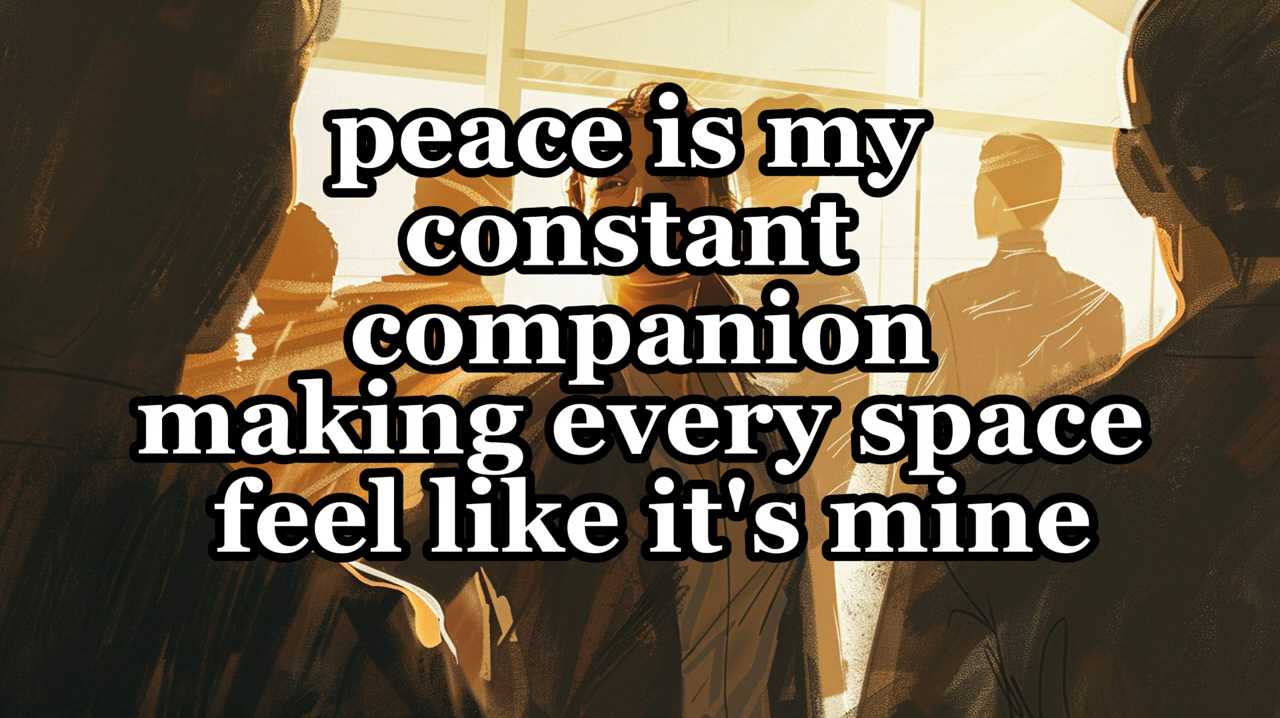 peace is my
constant
companion
making every space
feel like it's mine